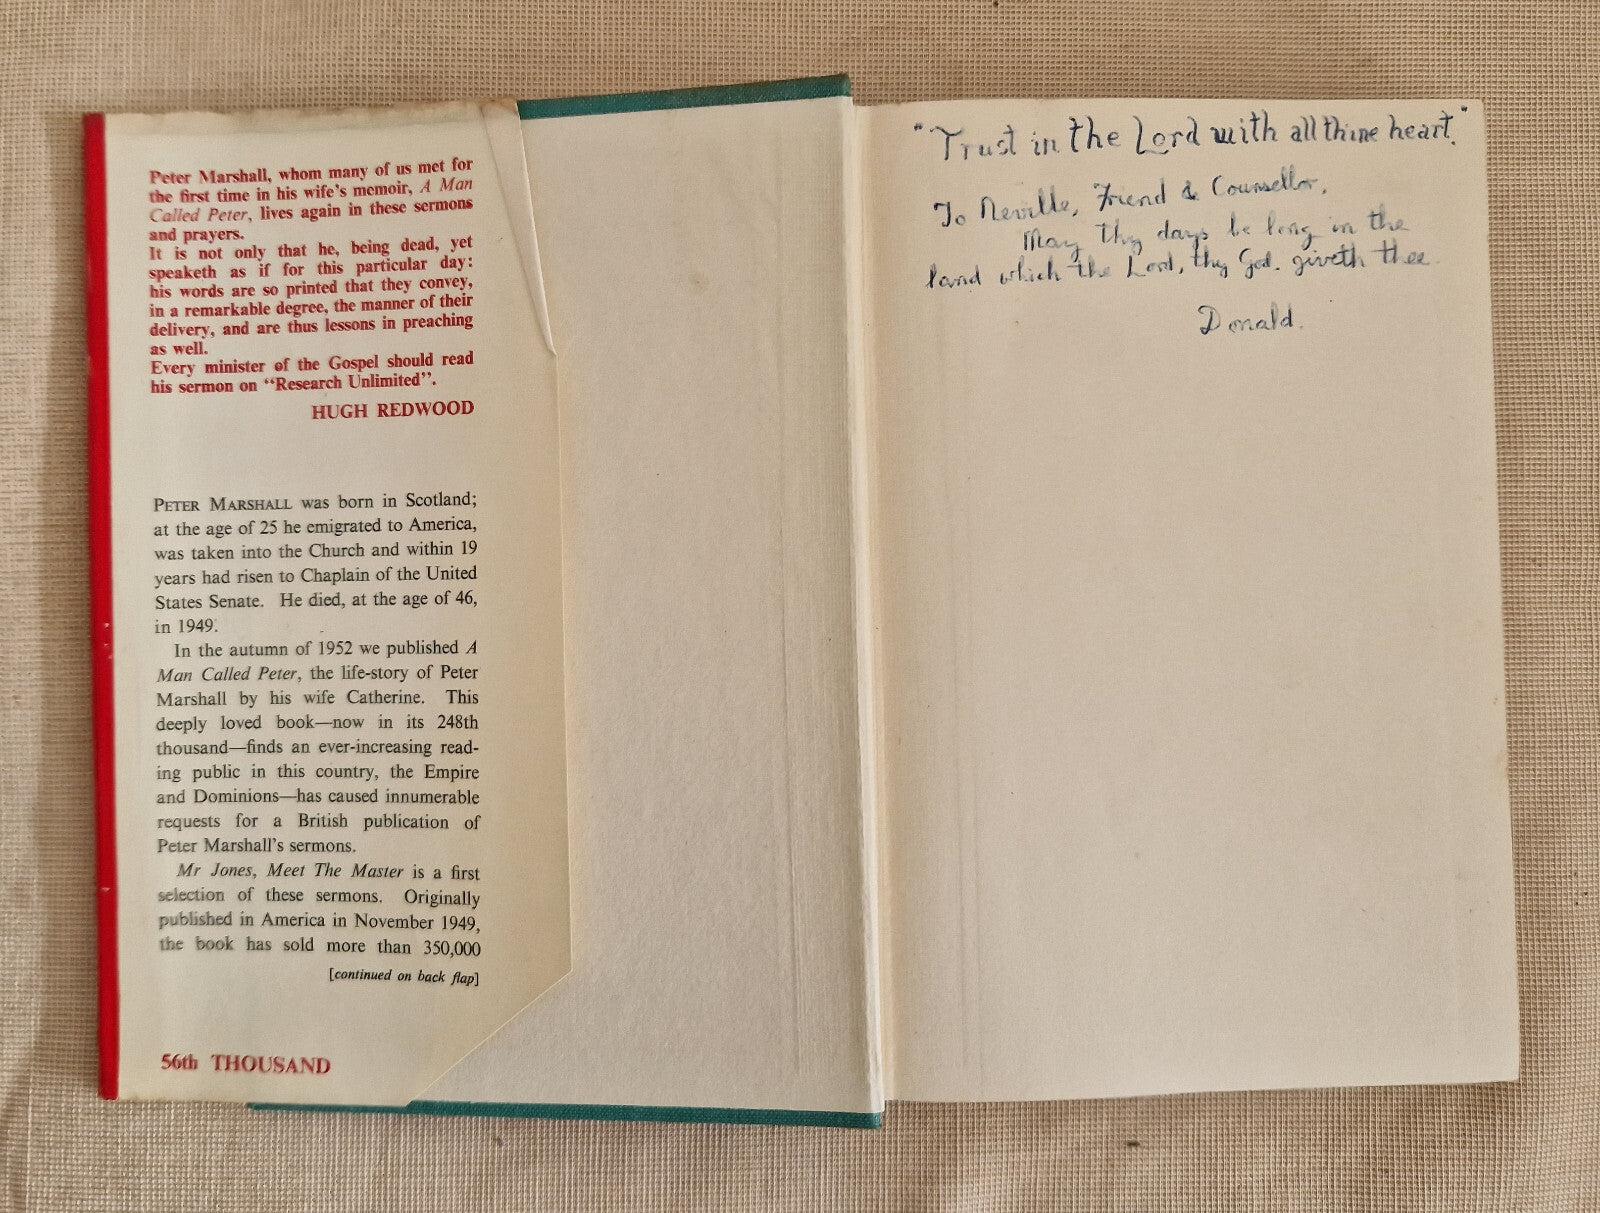 Peter Marshall, whom many of us met for
the first time in his wife's memoir, A Man
Called Peter, lives again in these sermons
and prayers.
It is not only that he, being dead, yet
speaketh as if for this particular day:
his words are so printed that they convey,
in a remarkable degree, the manner of their
delivery, and are thus lessons in preaching
as well.
Every minister of the Gospel should read
his sermon on “Research Unlimited”.
HUGH REDWOOD
PETER MARSHALL was born in Scotland;
at the age of 25 he emigrated to America,
was taken into the Church and within 19
years had risen to Chaplain of the United
States Senate. He died, at the age of 46,
in 1949.
In the autumn of 1952 we published A
Man Called Peter, the life-story of Peter
Marshall by his wife Catherine. This
deeply loved book—now in its 248th
thousand—finds an ever-increasing read-
ing public in this country, the Empire
and Dominions—has caused innumerable
requests for a British publication of
Peter Marshall's sermons.
Mr Jones, Meet The Master is a first
selection of these sermons. Originally
published in America in November 1949,
the book has sold more than 350,000
[continued on back flap]
56th THOUSAND
"Trust in the Lord with all thine heart."
To Neville, Friend & Counsellor,
May thy days be long in the
land which the Lord, thy God, giveth thee.
Donald.